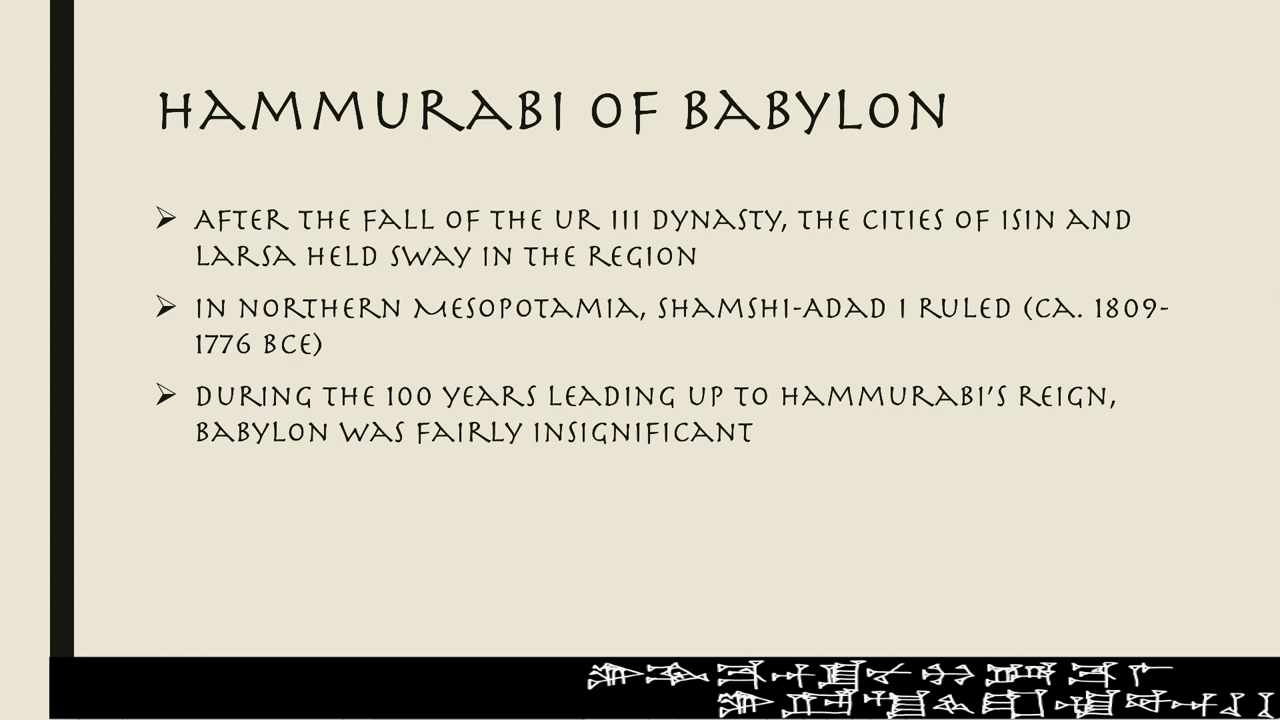 Hammurabi of Babylon
After the fall of the Ur III Dynasty, the cities of Isin and
Larsa held sway in the region
In northern Mesopotamia, Shamshi-Adad I ruled (ca. 1809-
1776 BCE)
During the 100 years leading up to Hammurabi's reign,
Babylon was fairly insignificant